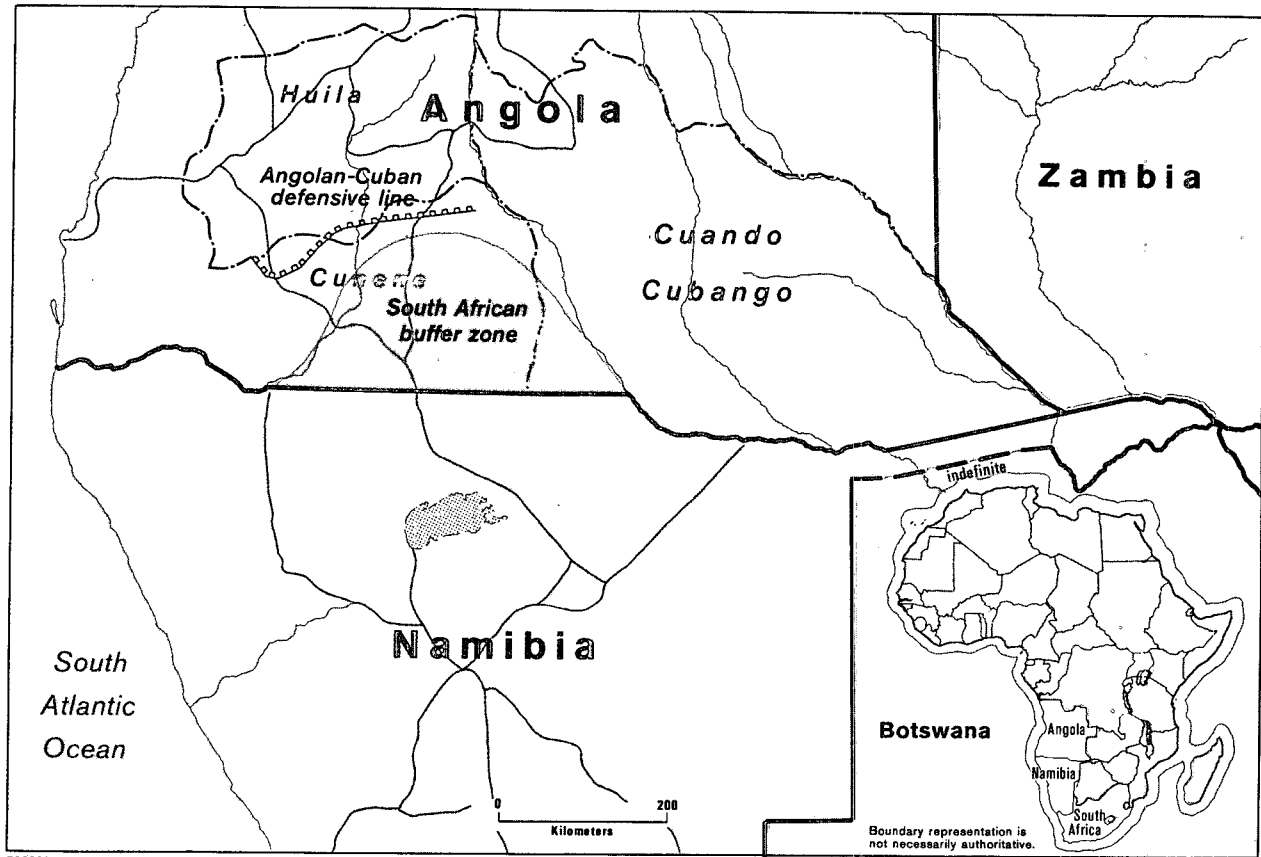 Huila
Angola
Zambia
Angolan-Cuban
defensive line
Cuando
Cubango
Cunene
South African
buffer zone
indefinite
Namibia
South
Atlantic
Ocean
Botswana
Angola
Namibia
South
Africa
0 200
Kilometers
Boundary representation is
not necessarily authoritative.